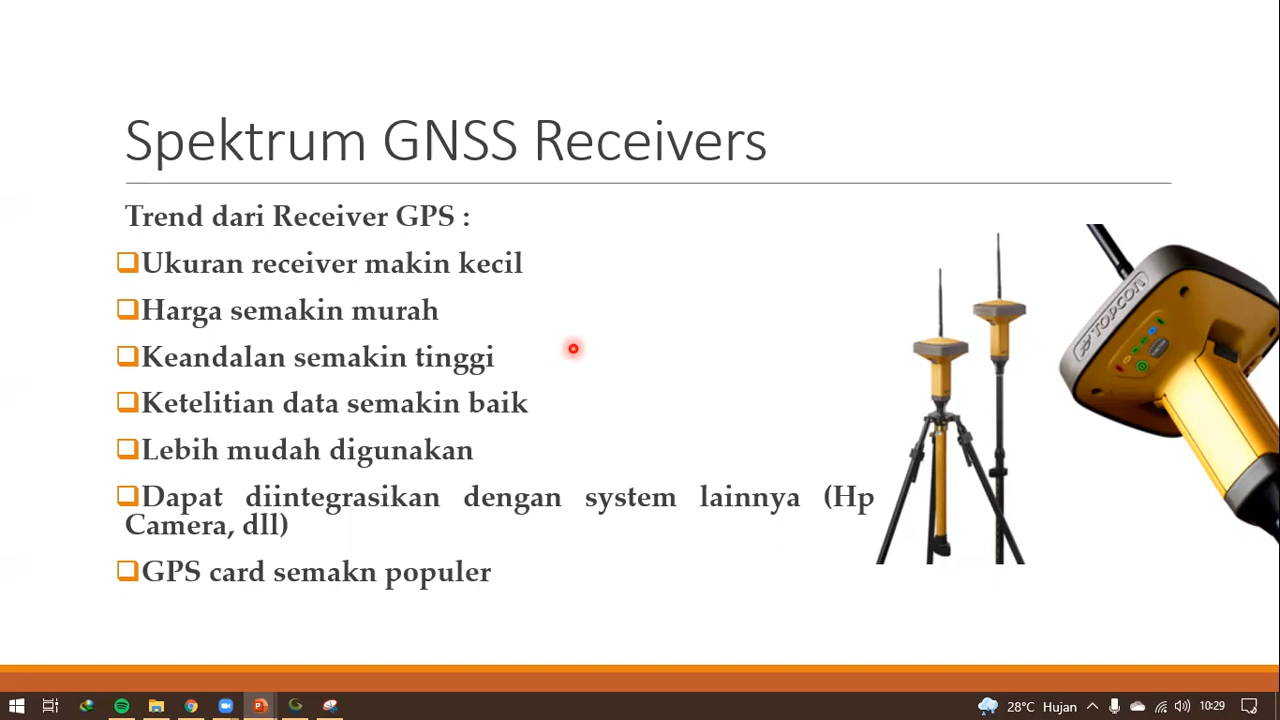 Spektrum GNSS Receivers
Trend dari Receiver GPS :
Ukuran receiver makin kecil
Harga semakin murah
Keandalan semakin tinggi
Ketelitian data semakin baik
Lebih mudah digunakan
Dapat diintegrasikan dengan system lainnya (Hp
Camera, dll)
GPS card semakn populer
TOPCON
28°C Hujan
10:29